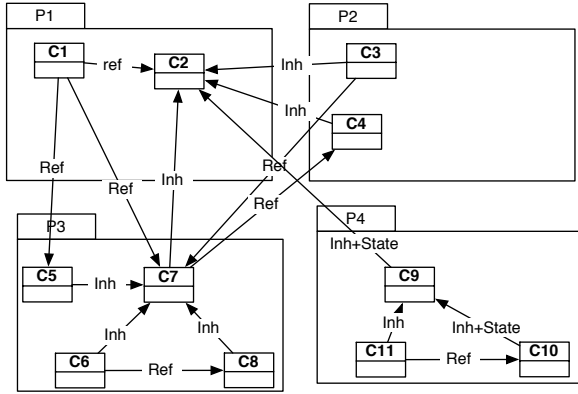 P1
P2
C1
ref
C2
Inh
C3
Inh
C4
Ref
Ref
Inh
Ref
Ref
P3
P4
Inh+State
C5
Inh
C7
C9
Inh
Inh
Inh
Inh+State
C6
Ref
C8
C11
Ref
C10